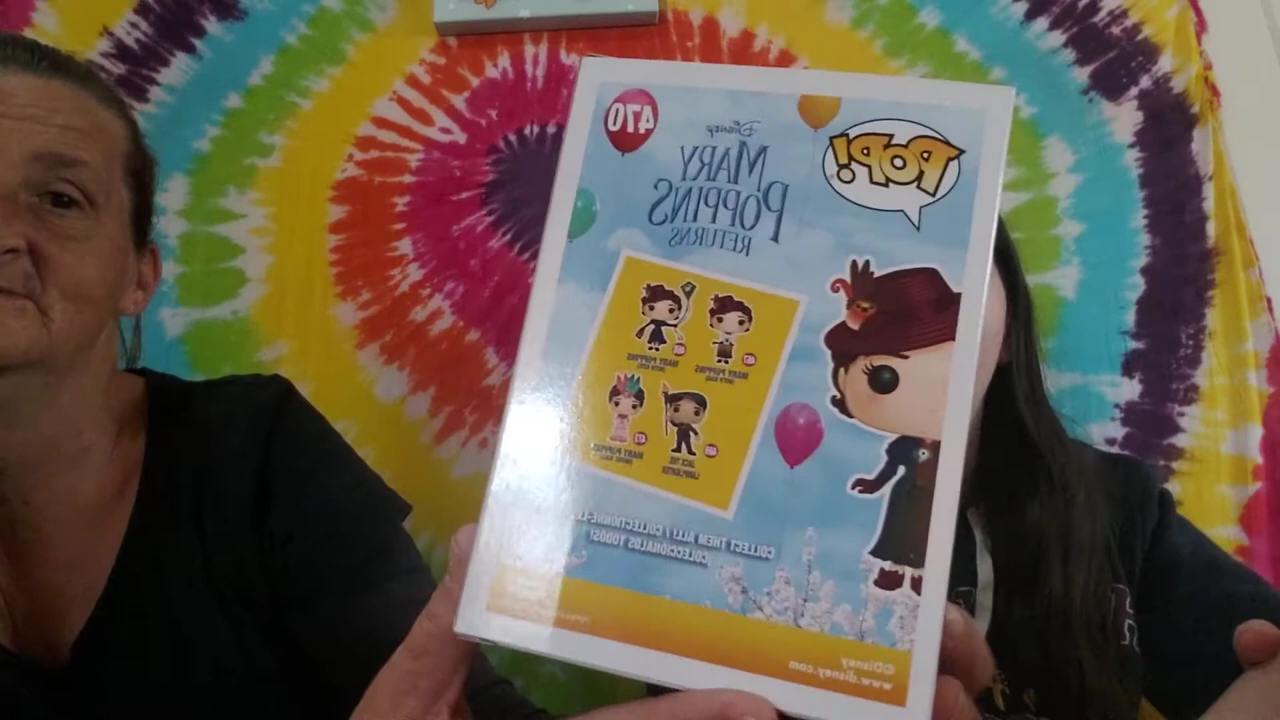 POP!
470
Disney
MARY
POPPINS
RETURNS
MARY POPPINS
MARY POPPINS
JACK THE
LAMPLIGHTER
MARY POPPINS
COLLECT THEM ALL! / COLLECTIONNE-
COLECCIÓNALOS TODOS!
©Disney
www.disney.com
H